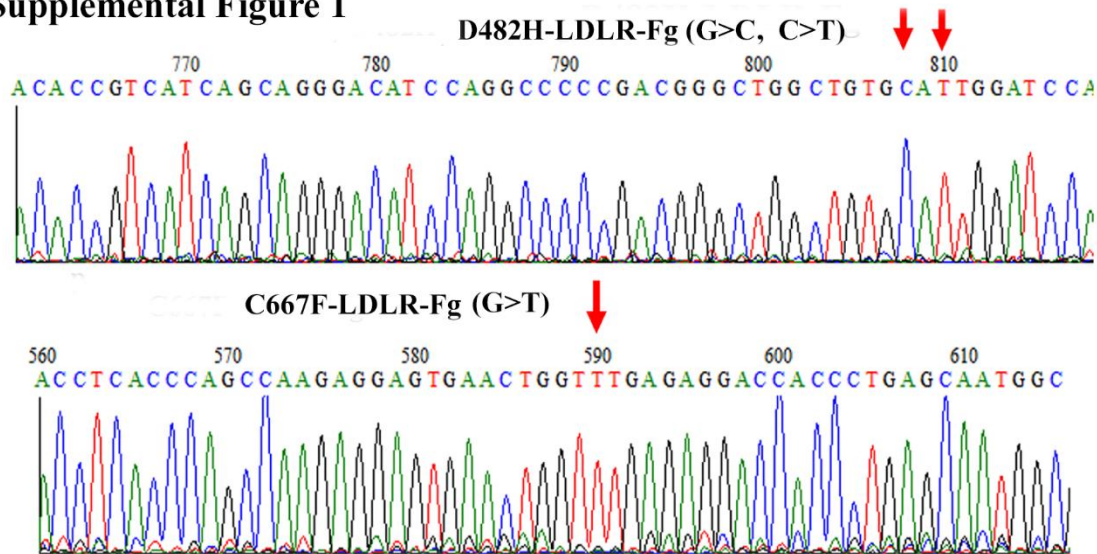 Supplemental Figure 1
D482H-LDLR-Fg (G>C, C>T)
770 780 790 800 810
ACACCGTCATCAGCAGGGACATCCAGGCCCCCGACGGGCTGGCTGTGCATTGGATCCA
C667F-LDLR-Fg (G>T)
560 570 580 590 600 610
ACCTCACCCAGCCAAGAGGAGTGAACTGGTTTGAGAGGACCACCCTGAGCAATGGC